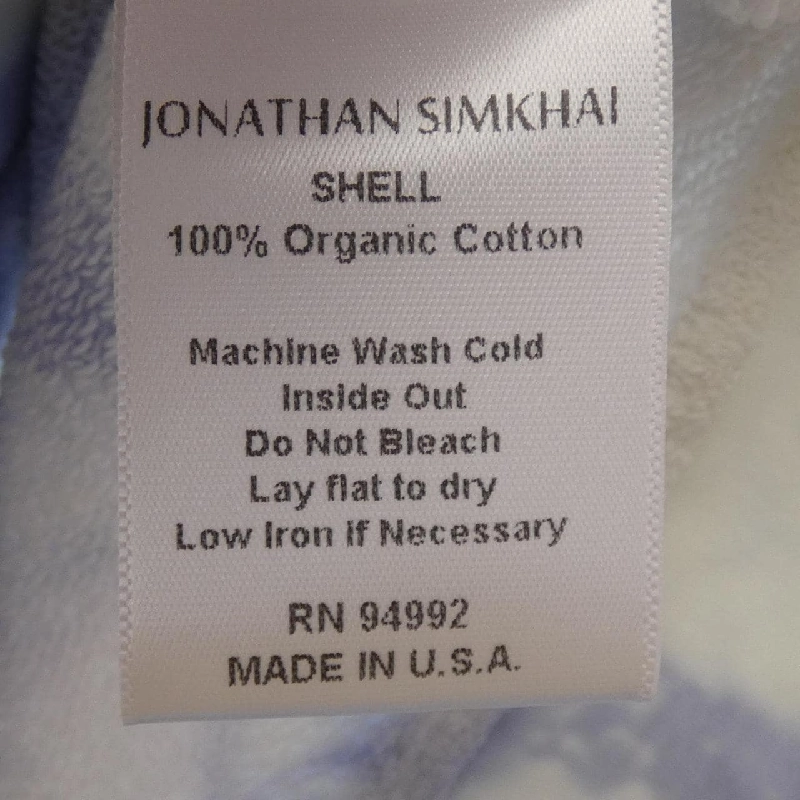 JONATHAN SIMKHAI
SHELL
100% Organic Cotton
Machine Wash Cold
Inside Out
Do Not Bleach
Lay flat to dry
Low Iron If Necessary
RN 94992
MADE IN U.S.A.